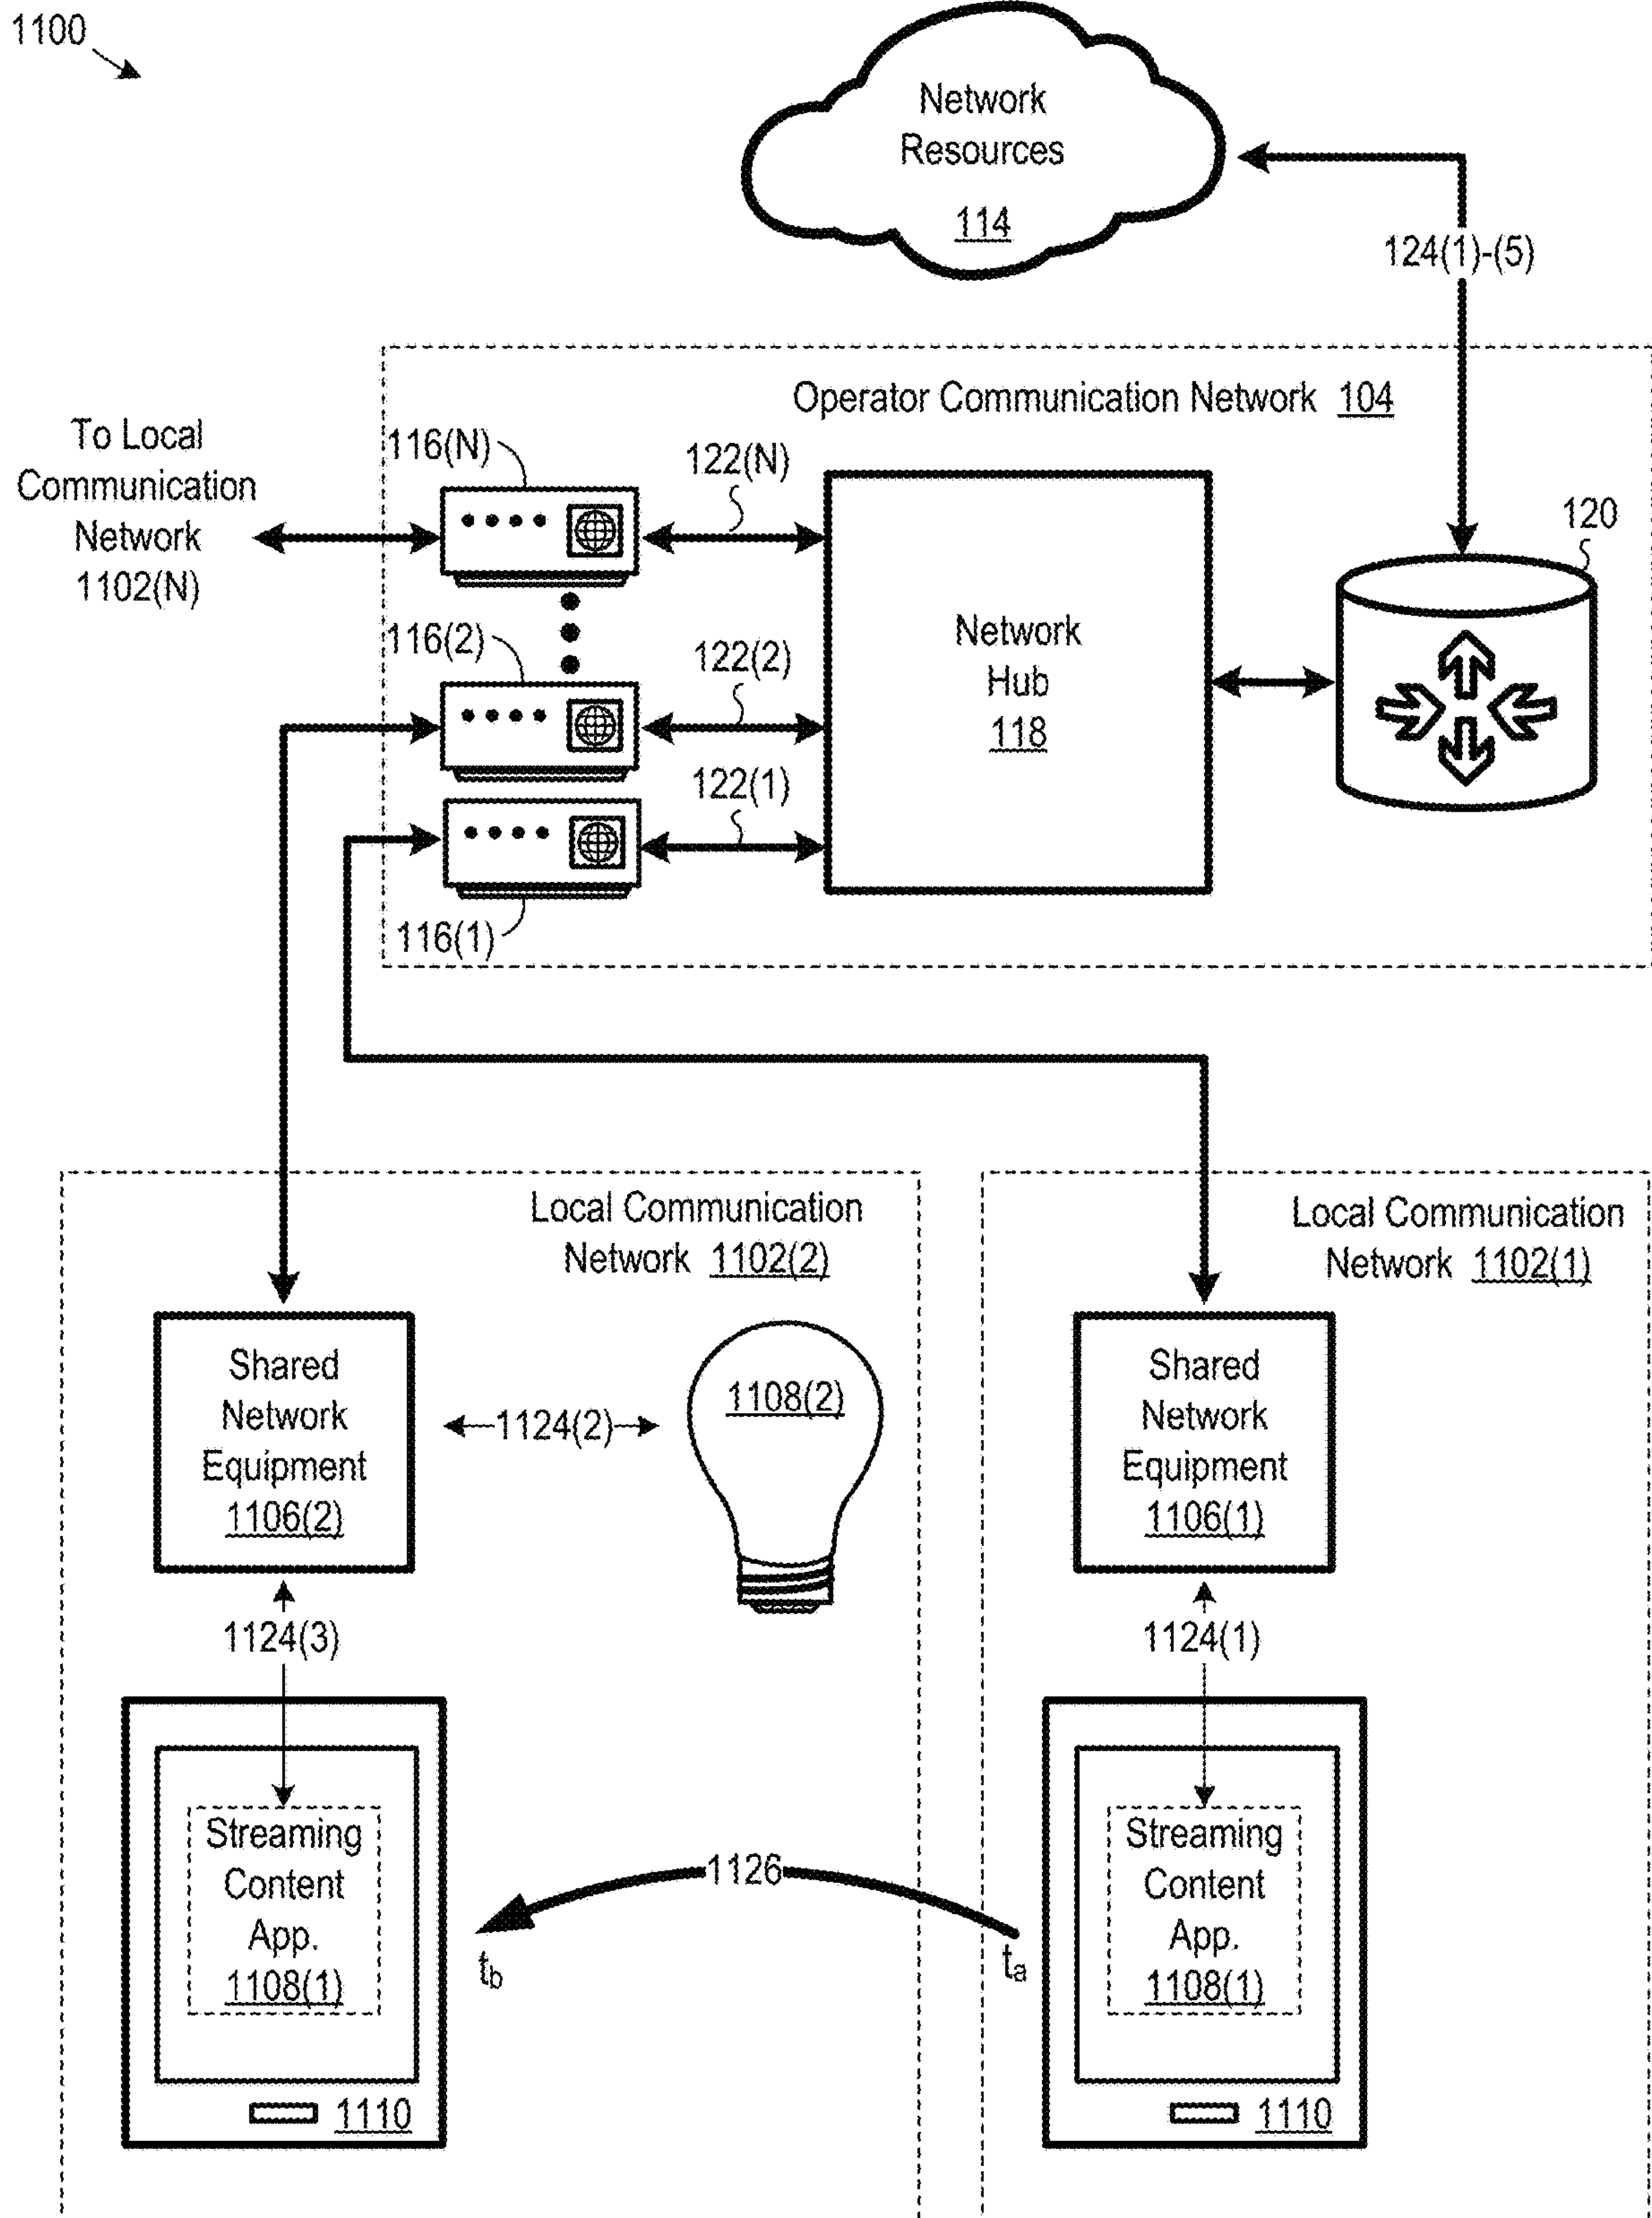 1100
Network
Resources
114
124(1)-(5)
Operator Communication Network 104
To Local
Communication
Network
1102(N)
116(N)
122(N)
120
116(2)
122(2)
Network
Hub
118
122(1)
116(1)
Local Communication
Network 1102(2)
Local Communication
Network 1102(1)
Shared
Network
Equipment
1106(2)
1124(2)
1108(2)
Shared
Network
Equipment
1106(1)
1124(3)
1124(1)
Streaming
Content
App.
1108(1)
1126
tb
ta
Streaming
Content
App.
1108(1)
1110
1110